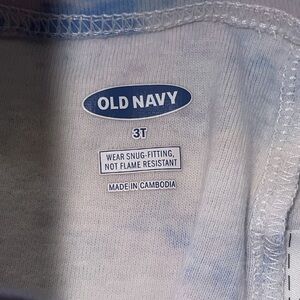 OLD NAVY
3T
WEAR SNUG-FITTING,
NOT FLAME RESISTANT
MADE IN CAMBODIA